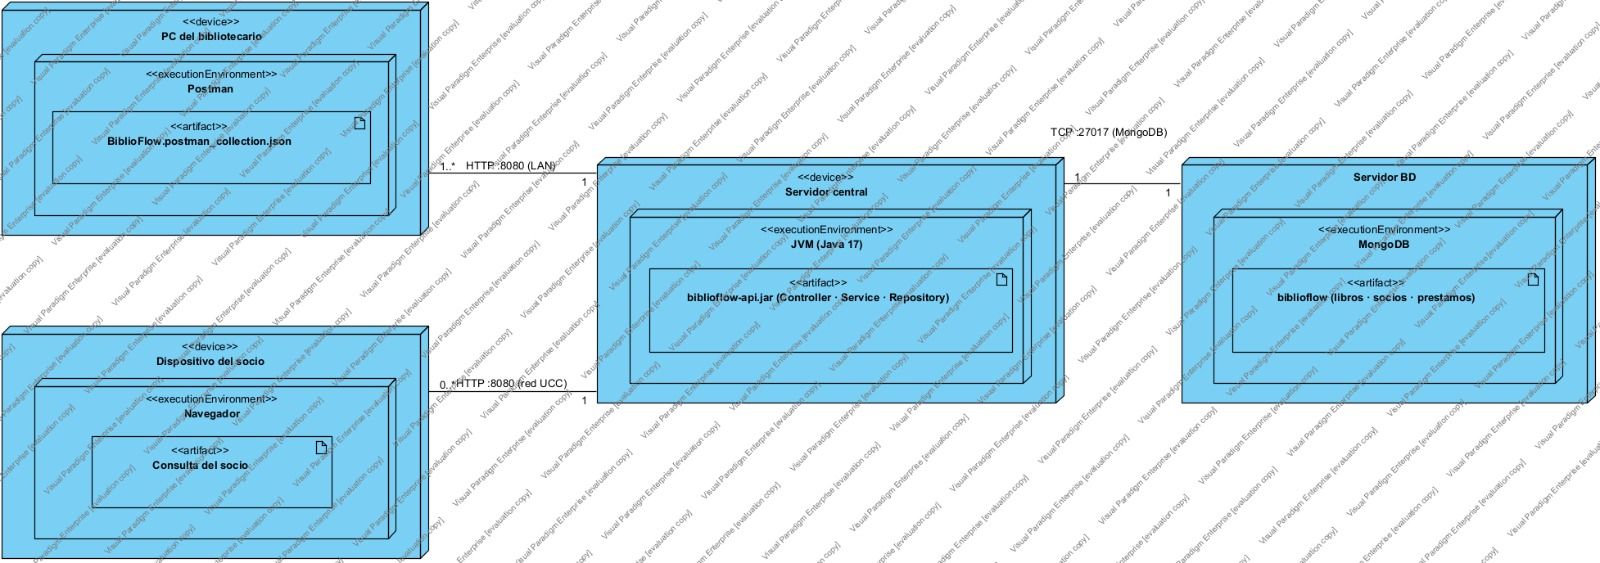 <<device>>
PC del bibliotecario
<<executionEnvironment>>
Postman
<<artifact>>
BiblioFlow.postman_collection.json
1..*
HTTP :8080 (LAN)
1
<<device>>
Dispositivo del socio
<<executionEnvironment>>
Navegador
<<artifact>>
Consulta del socio
0..*
HTTP :8080 (red UCC)
1
<<device>>
Servidor central
<<executionEnvironment>>
JVM (Java 17)
<<artifact>>
biblioflow-api.jar (Controller · Service · Repository)
TCP :27017 (MongoDB)
1
1
Servidor BD
<<executionEnvironment>>
MongoDB
<<artifact>>
biblioflow (libros · socios · prestamos)
Visual Paradigm Enterprise [evaluation copy]